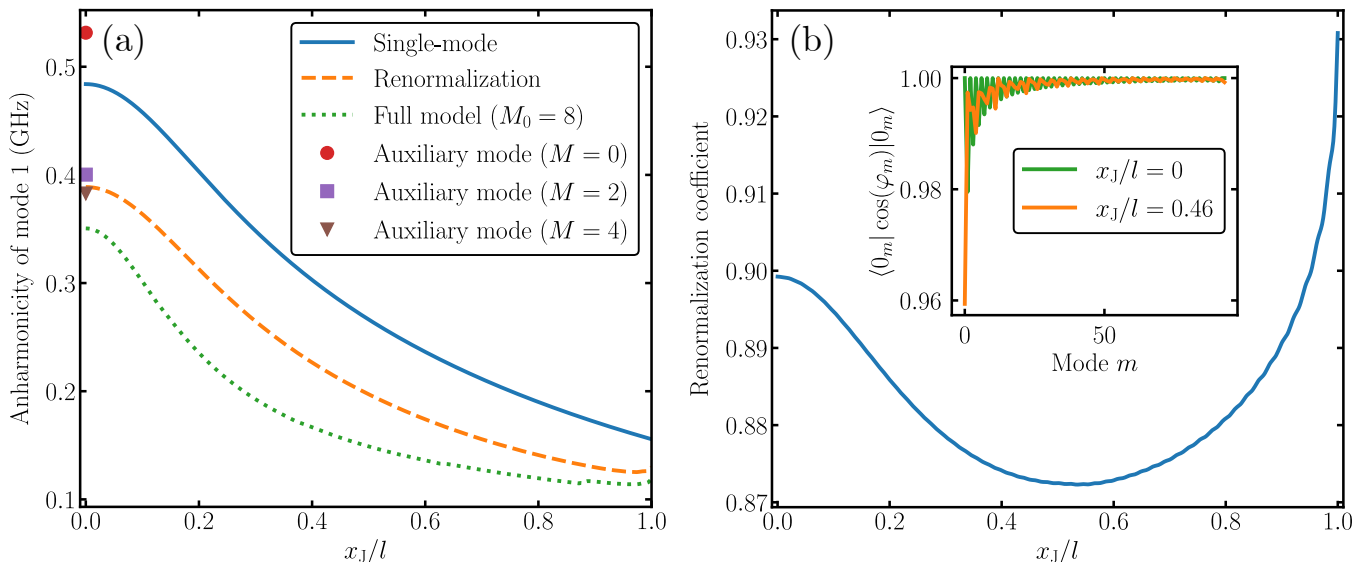 (a)
Anharmonicity of mode 1 (GHz)
0.5
0.4
0.3
0.2
0.1
0.0
0.2
0.4
0.6
0.8
1.0
x_J/l
Single-mode
Renormalization
Full model (M_0 = 8)
Auxiliary mode (M = 0)
Auxiliary mode (M = 2)
Auxiliary mode (M = 4)
(b)
Renormalization coefficient
0.93
0.92
0.91
0.90
0.89
0.88
0.87
0.0
0.2
0.4
0.6
0.8
1.0
x_J/l
⟨0_m| cos(φ_m)|0_m⟩
1.00
0.98
0.96
0
50
Mode m
x_J/l = 0
x_J/l = 0.46